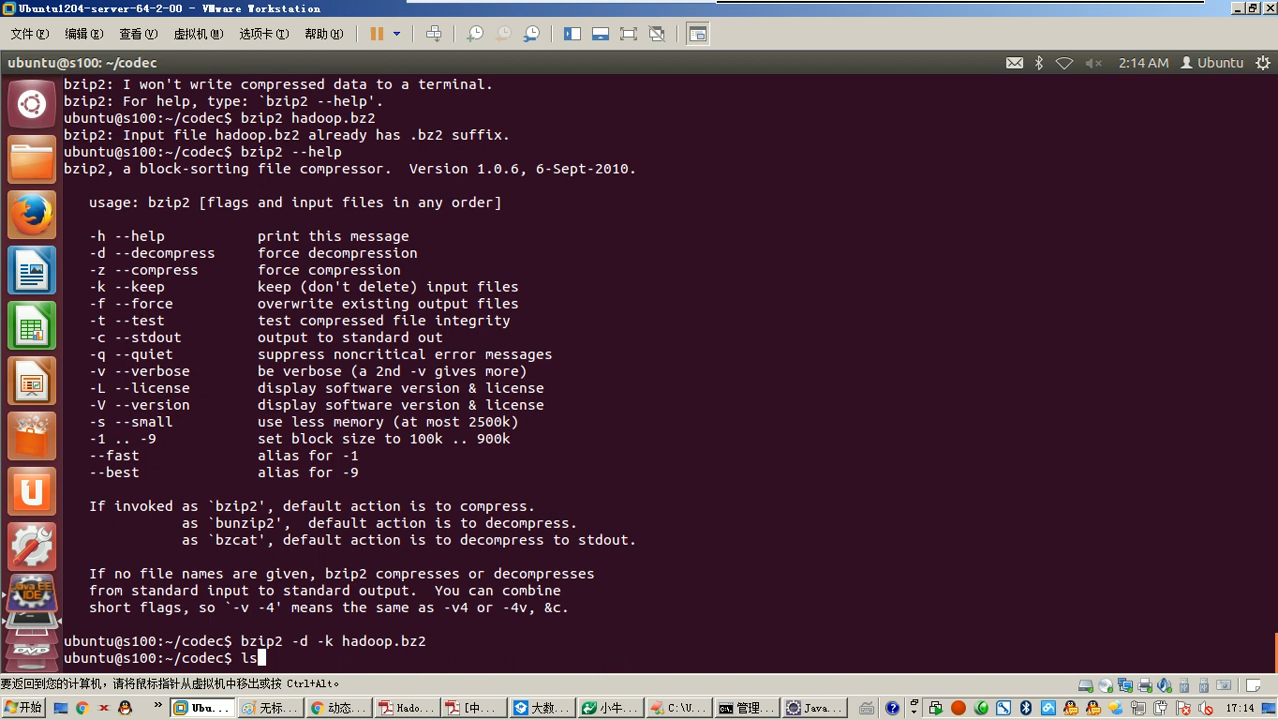 Ubuntu1204-server-64-2-00 - VMware Workstation
文件(F) 编辑(E) 查看(V) 虚拟机(M) 选项卡(T) 帮助(H)
ubuntu@s100: ~/codec 2:14 AM Ubuntu
bzip2: I won't write compressed data to a terminal.
bzip2: For help, type: `bzip2 --help'.
ubuntu@s100:~/codec$ bzip2 hadoop.bz2
bzip2: Input file hadoop.bz2 already has .bz2 suffix.
ubuntu@s100:~/codec$ bzip2 --help
bzip2, a block-sorting file compressor.  Version 1.0.6, 6-Sept-2010.
usage: bzip2 [flags and input files in any order]
-h --help           print this message
-d --decompress     force decompression
-z --compress       force compression
-k --keep           keep (don't delete) input files
-f --force          overwrite existing output files
-t --test           test compressed file integrity
-c --stdout         output to standard out
-q --quiet          suppress noncritical error messages
-v --verbose        be verbose (a 2nd -v gives more)
-L --license        display software version & license
-V --version        display software version & license
-s --small          use less memory (at most 2500k)
-1 .. -9            set block size to 100k .. 900k
--fast              alias for -1
--best              alias for -9
If invoked as `bzip2', default action is to compress.
as `bunzip2',  default action is to decompress.
as `bzcat', default action is to decompress to stdout.
If no file names are given, bzip2 compresses or decompresses
from standard input to standard output.  You can combine
short flags, so `-v -4' means the same as -v4 or -4v, &c.
ubuntu@s100:~/codec$ bzip2 -d -k hadoop.bz2
ubuntu@s100:~/codec$ ls
Java EE
IDE
要返回到您的计算机，请将鼠标指针从虚拟机中移出或按 Ctrl+Alt。
开始 » Ubu... 无标... 动态... Hado... [中... 大数... 小牛... C:\U... 管理... Java... 17:14